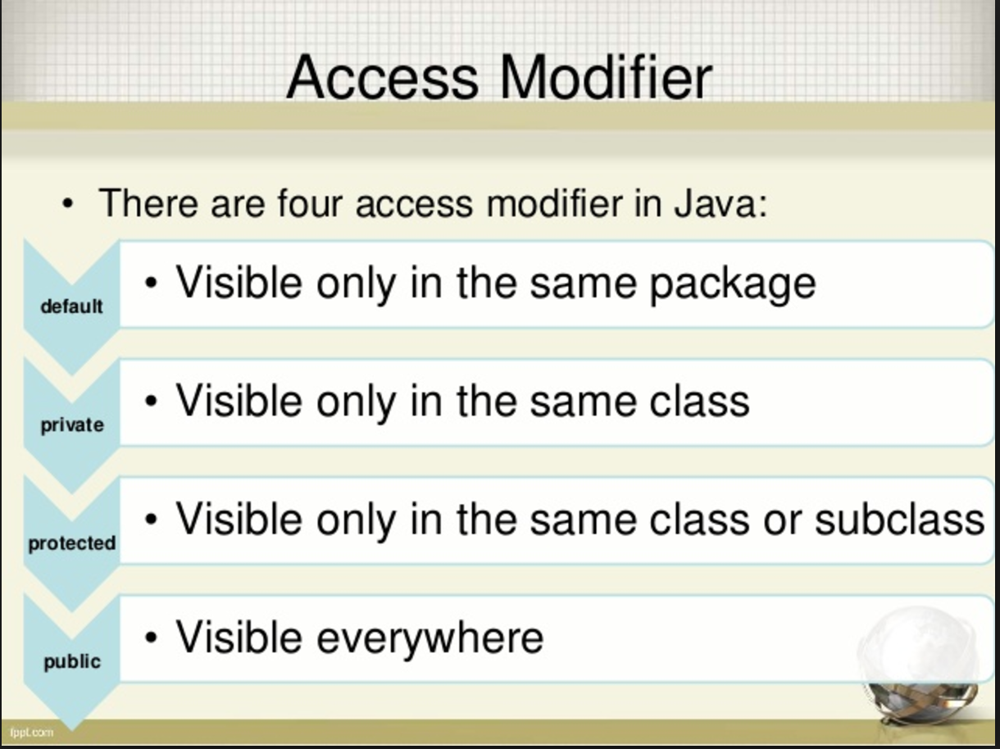 Access Modifier
• There are four access modifier in Java:
default
• Visible only in the same package
private
• Visible only in the same class
protected
• Visible only in the same class or subclass
public
• Visible everywhere
fppt.com